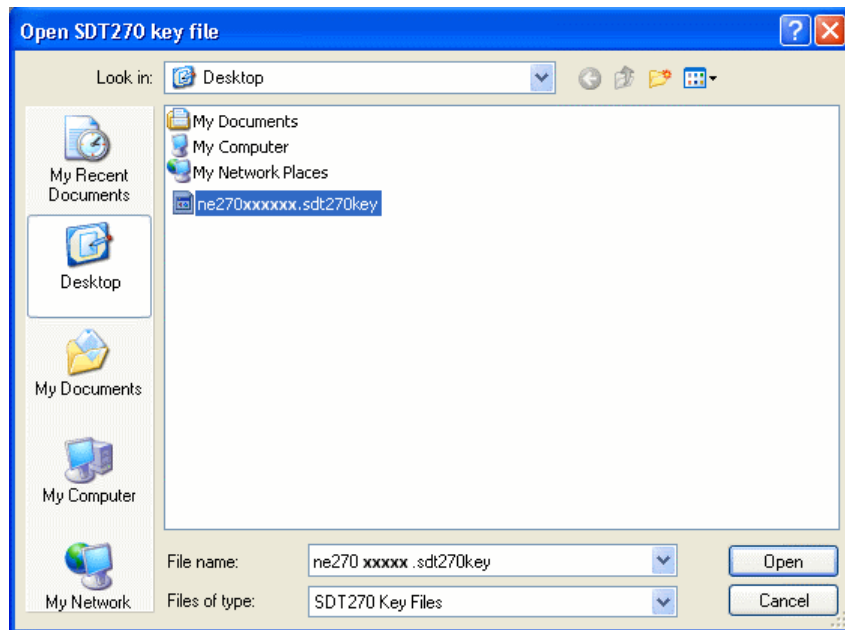 Open SDT270 key file
Look in: Desktop
My Recent
Documents
Desktop
My Documents
My Computer
My Network
My Documents
My Computer
My Network Places
ne270xxxxxx.sdt270key
File name: ne270 xxxxx .sdt270key Open
Files of type: SDT270 Key Files Cancel